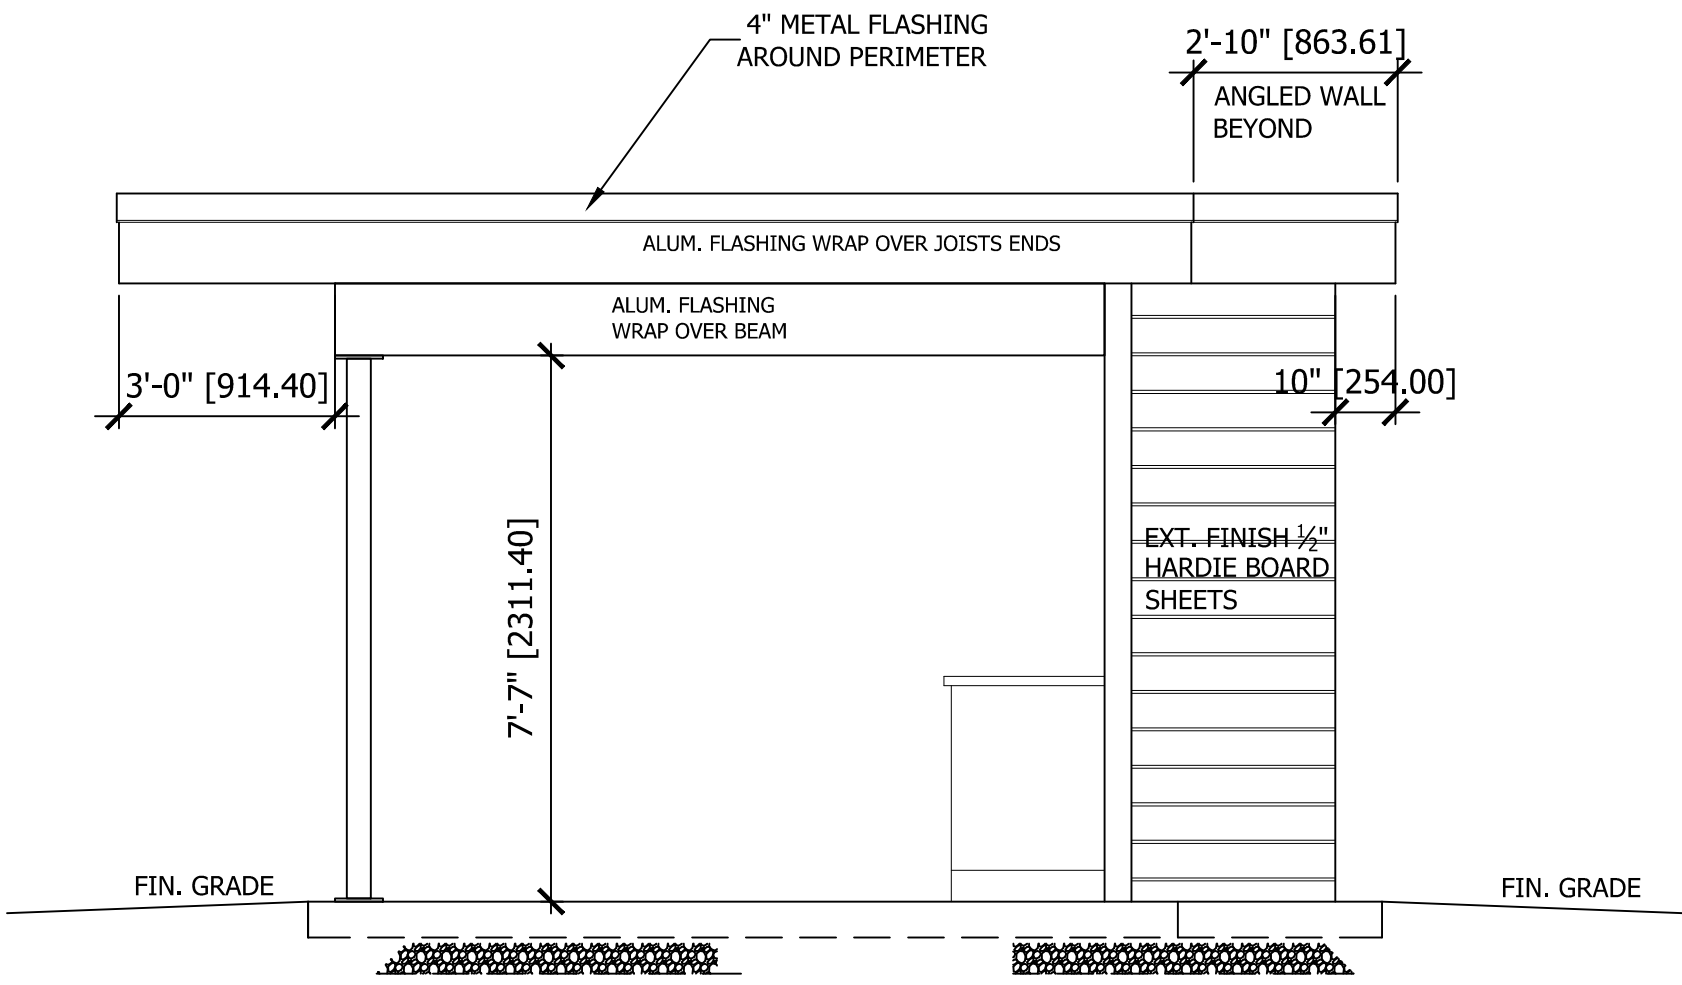 4" METAL FLASHING
AROUND PERIMETER
2'-10" [863.61]
ANGLED WALL
BEYOND
ALUM. FLASHING WRAP OVER JOISTS ENDS
ALUM. FLASHING
WRAP OVER BEAM
3'-0" [914.40]
10" [254.00]
7'-7" [2311.40]
EXT. FINISH ½"
HARDIE BOARD
SHEETS
FIN. GRADE
FIN. GRADE